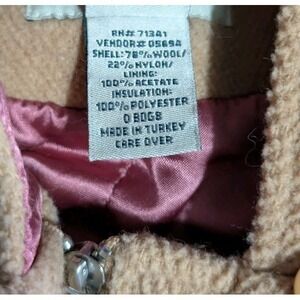 RN# 71341
VENDOR# 05694
SHELL: 78% WOOL/
22% NYLON/
LINING:
100% ACETATE
INSULATION:
100% POLYESTER
0 BDGB
MADE IN TURKEY
CARE OVER